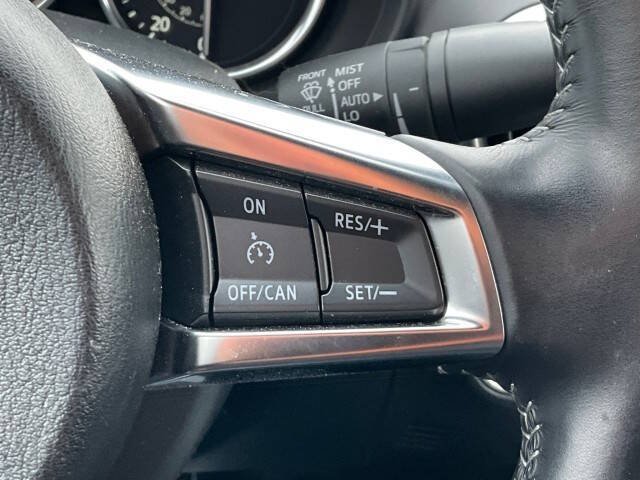 20
FRONT
PULL
MIST
OFF
AUTO
LO
ON
OFF/CAN
RES/+
SET/—